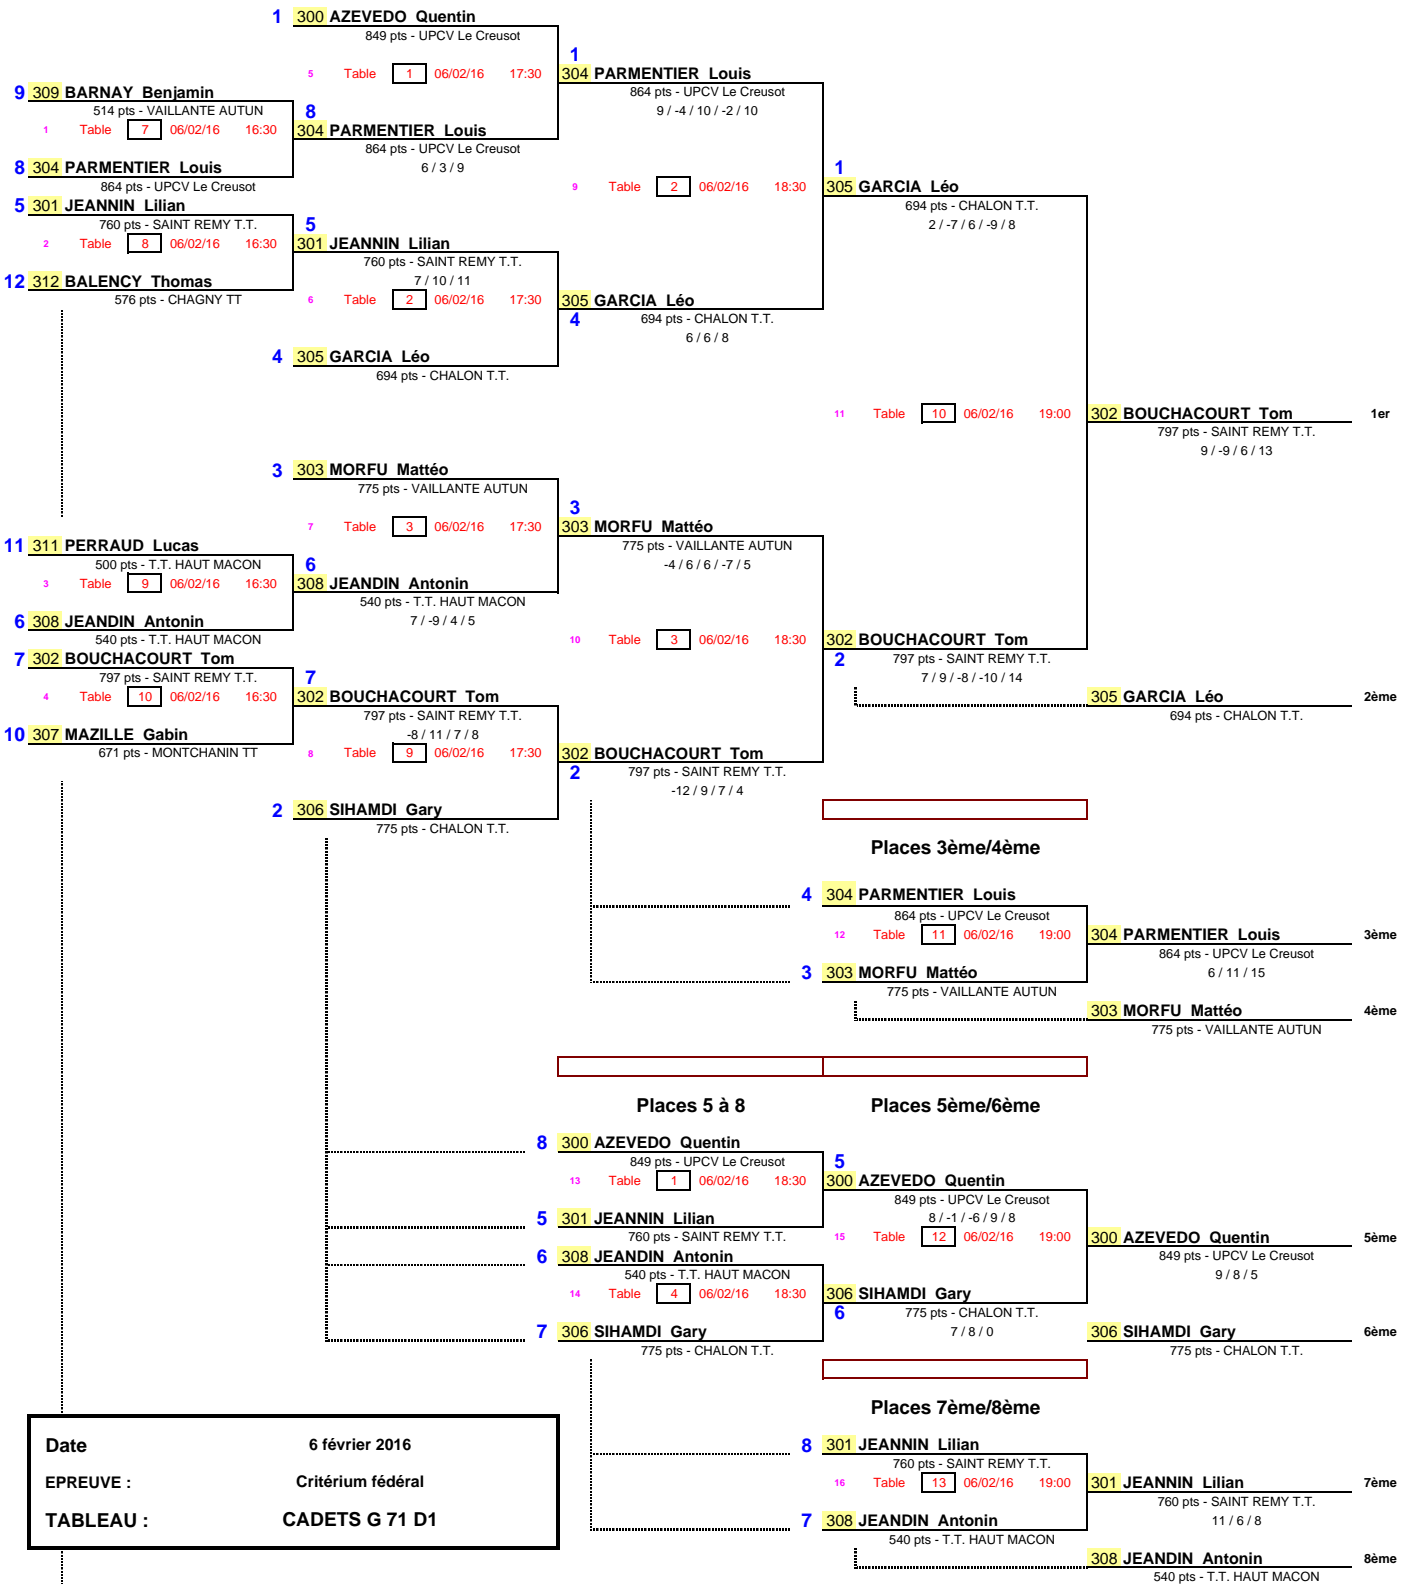 1 300 AZEVEDO Quentin
849 pts - UPCV Le Creusot
1
5 Table 1 06/02/16 17:30 304 PARMENTIER Louis
9 309 BARNAY Benjamin 864 pts - UPCV Le Creusot
514 pts - VAILLANTE AUTUN 8 9 / -4 / 10 / -2 / 10
1 Table 7 06/02/16 16:30 304 PARMENTIER Louis
864 pts - UPCV Le Creusot
8 304 PARMENTIER Louis 6 / 3 / 9 1
864 pts - UPCV Le Creusot 9 Table 2 06/02/16 18:30 305 GARCIA Léo
5 301 JEANNIN Lilian 694 pts - CHALON T.T.
760 pts - SAINT REMY T.T. 5 2 / -7 / 6 / -9 / 8
2 Table 8 06/02/16 16:30 301 JEANNIN Lilian
760 pts - SAINT REMY T.T.
12 312 BALENCY Thomas 7 / 10 / 11
576 pts - CHAGNY TT 6 Table 2 06/02/16 17:30 305 GARCIA Léo
4 694 pts - CHALON T.T.
6 / 6 / 8
4 305 GARCIA Léo
694 pts - CHALON T.T.
11 Table 10 06/02/16 19:00 302 BOUCHACOURT Tom 1er
797 pts - SAINT REMY T.T.
9 / -9 / 6 / 13
3 303 MORFU Mattéo
775 pts - VAILLANTE AUTUN
3
7 Table 3 06/02/16 17:30 303 MORFU Mattéo
11 311 PERRAUD Lucas 775 pts - VAILLANTE AUTUN
500 pts - T.T. HAUT MACON 6 -4 / 6 / 6 / -7 / 5
3 Table 9 06/02/16 16:30 308 JEANDIN Antonin
540 pts - T.T. HAUT MACON
6 308 JEANDIN Antonin 7 / -9 / 4 / 5
540 pts - T.T. HAUT MACON 10 Table 3 06/02/16 18:30 302 BOUCHACOURT Tom
7 302 BOUCHACOURT Tom 2 797 pts - SAINT REMY T.T.
797 pts - SAINT REMY T.T. 7 7 / 9 / -8 / -10 / 14
4 Table 10 06/02/16 16:30 302 BOUCHACOURT Tom 305 GARCIA Léo 2ème
797 pts - SAINT REMY T.T. 694 pts - CHALON T.T.
10 307 MAZILLE Gabin -8 / 11 / 7 / 8
671 pts - MONTCHANIN TT 8 Table 9 06/02/16 17:30 302 BOUCHACOURT Tom
2 797 pts - SAINT REMY T.T.
-12 / 9 / 7 / 4
2 306 SIHAMDI Gary
775 pts - CHALON T.T.
Places 3ème/4ème
4 304 PARMENTIER Louis
864 pts - UPCV Le Creusot
12 Table 11 06/02/16 19:00 304 PARMENTIER Louis 3ème
864 pts - UPCV Le Creusot
3 303 MORFU Mattéo 6 / 11 / 15
775 pts - VAILLANTE AUTUN
303 MORFU Mattéo 4ème
775 pts - VAILLANTE AUTUN
Places 5 à 8 Places 5ème/6ème
8 300 AZEVEDO Quentin
849 pts - UPCV Le Creusot 5
13 Table 1 06/02/16 18:30 300 AZEVEDO Quentin
849 pts - UPCV Le Creusot
5 301 JEANNIN Lilian 8 / -1 / -6 / 9 / 8
760 pts - SAINT REMY T.T. 15 Table 12 06/02/16 19:00 300 AZEVEDO Quentin 5ème
6 308 JEANDIN Antonin 849 pts - UPCV Le Creusot
540 pts - T.T. HAUT MACON 9 / 8 / 5
14 Table 4 06/02/16 18:30 306 SIHAMDI Gary
6 775 pts - CHALON T.T.
7 306 SIHAMDI Gary 7 / 8 / 0 306 SIHAMDI Gary 6ème
775 pts - CHALON T.T. 775 pts - CHALON T.T.
Places 7ème/8ème
Date 6 février 2016 8 301 JEANNIN Lilian
760 pts - SAINT REMY T.T.
EPREUVE : Critérium fédéral 16 Table 13 06/02/16 19:00 301 JEANNIN Lilian 7ème
760 pts - SAINT REMY T.T.
TABLEAU : CADETS G 71 D1 7 308 JEANDIN Antonin 11 / 6 / 8
540 pts - T.T. HAUT MACON
308 JEANDIN Antonin 8ème
540 pts - T.T. HAUT MACON